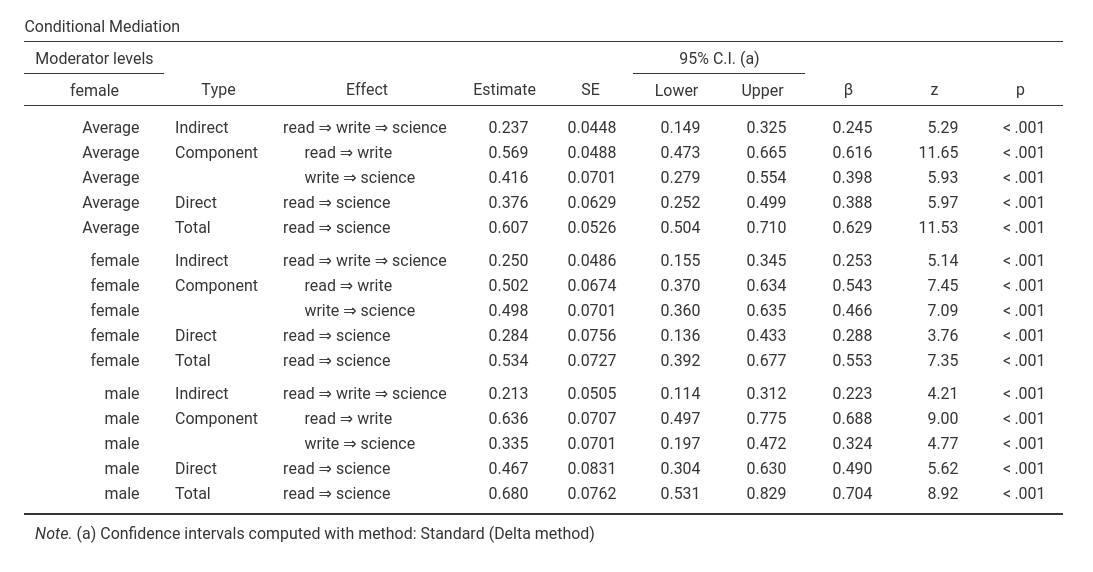 Conditional Mediation
Moderator levels 95% C.I. (a)
female Type Effect Estimate SE Lower Upper β z p
Average Indirect read ⇒ write ⇒ science 0.237 0.0448 0.149 0.325 0.245 5.29 < .001
Average Component read ⇒ write 0.569 0.0488 0.473 0.665 0.616 11.65 < .001
Average write ⇒ science 0.416 0.0701 0.279 0.554 0.398 5.93 < .001
Average Direct read ⇒ science 0.376 0.0629 0.252 0.499 0.388 5.97 < .001
Average Total read ⇒ science 0.607 0.0526 0.504 0.710 0.629 11.53 < .001
female Indirect read ⇒ write ⇒ science 0.250 0.0486 0.155 0.345 0.253 5.14 < .001
female Component read ⇒ write 0.502 0.0674 0.370 0.634 0.543 7.45 < .001
female write ⇒ science 0.498 0.0701 0.360 0.635 0.466 7.09 < .001
female Direct read ⇒ science 0.284 0.0756 0.136 0.433 0.288 3.76 < .001
female Total read ⇒ science 0.534 0.0727 0.392 0.677 0.553 7.35 < .001
male Indirect read ⇒ write ⇒ science 0.213 0.0505 0.114 0.312 0.223 4.21 < .001
male Component read ⇒ write 0.636 0.0707 0.497 0.775 0.688 9.00 < .001
male write ⇒ science 0.335 0.0701 0.197 0.472 0.324 4.77 < .001
male Direct read ⇒ science 0.467 0.0831 0.304 0.630 0.490 5.62 < .001
male Total read ⇒ science 0.680 0.0762 0.531 0.829 0.704 8.92 < .001
Note. (a) Confidence intervals computed with method: Standard (Delta method)